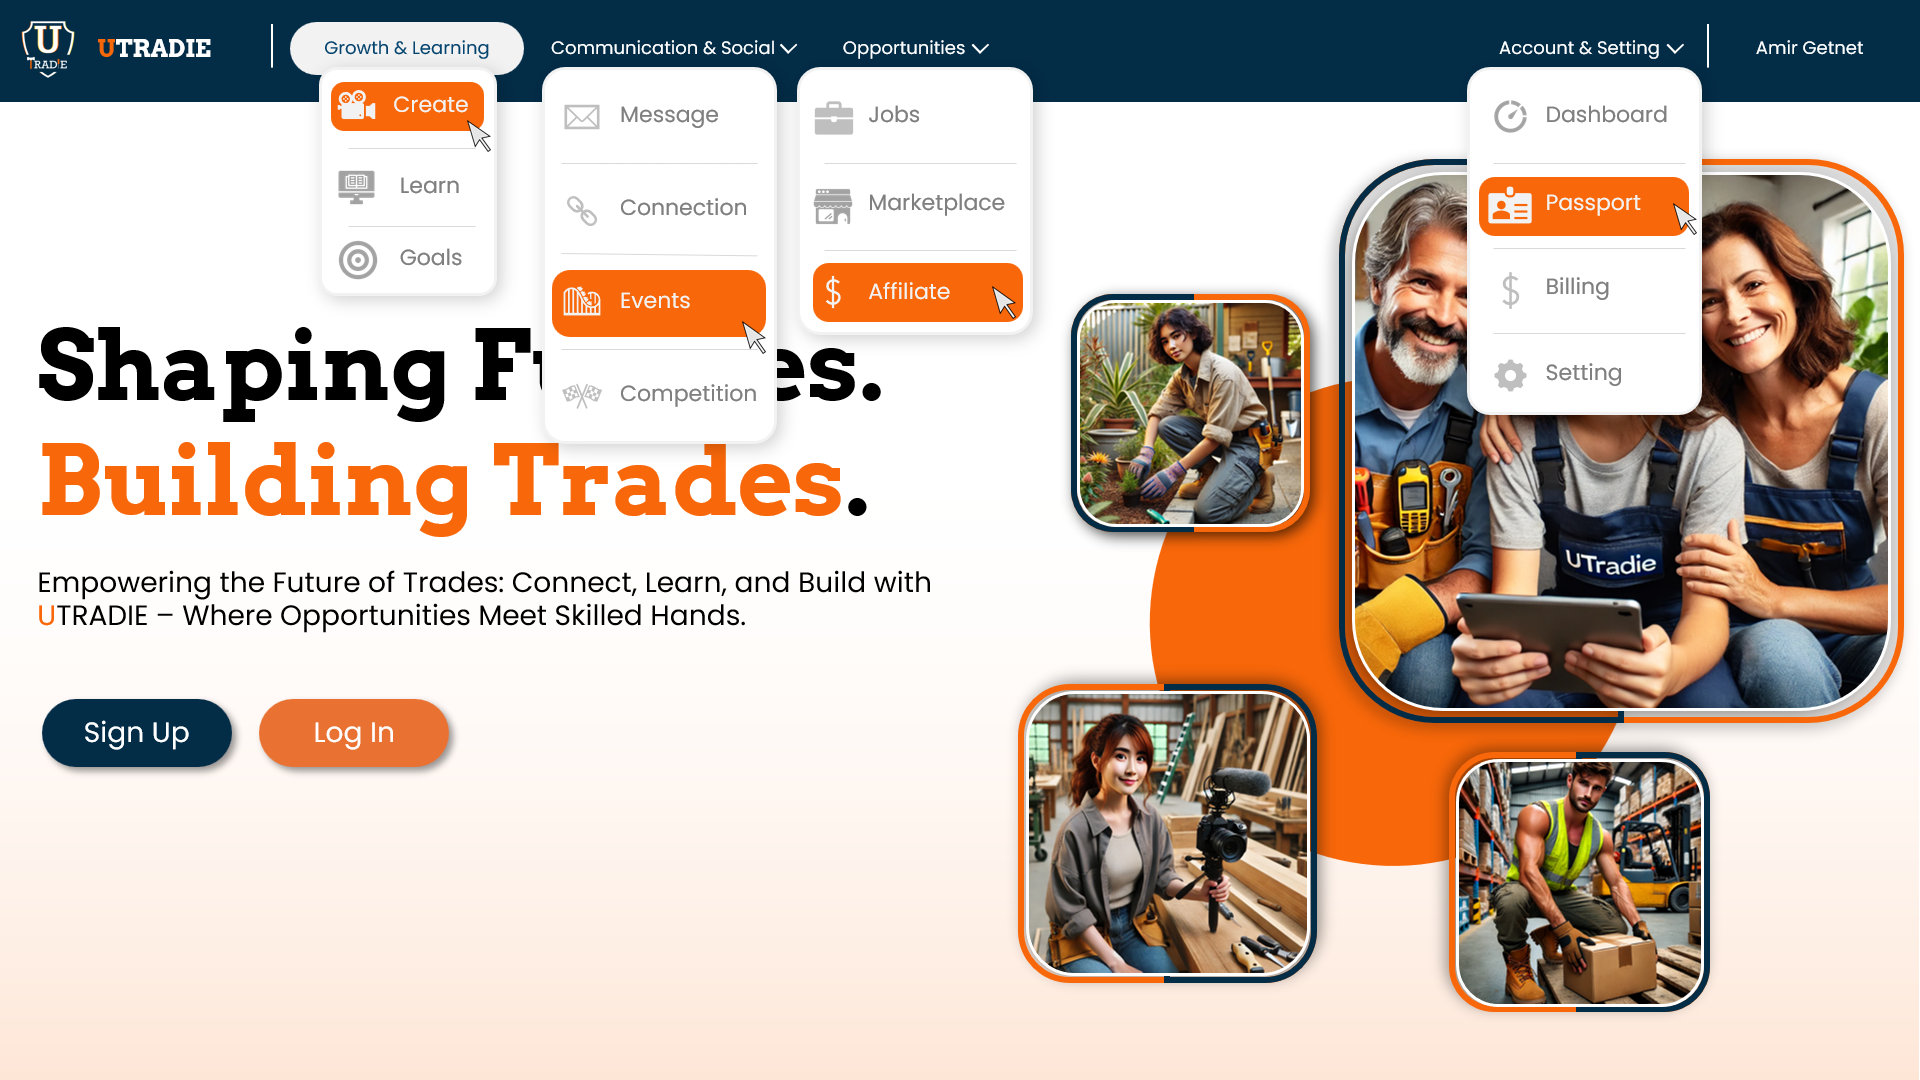 U
TRADIE
UTRADIE
Growth & Learning
Communication & Social
Opportunities
Account & Setting
Amir Getnet
Create
Learn
Goals
Message
Connection
Events
Competition
Jobs
Marketplace
Affiliate
Dashboard
Passport
Billing
Setting
Shaping F es.
Building Trades.
Empowering the Future of Trades: Connect, Learn, and Build with
UTRADIE – Where Opportunities Meet Skilled Hands.
Sign Up
Log In
UTradie